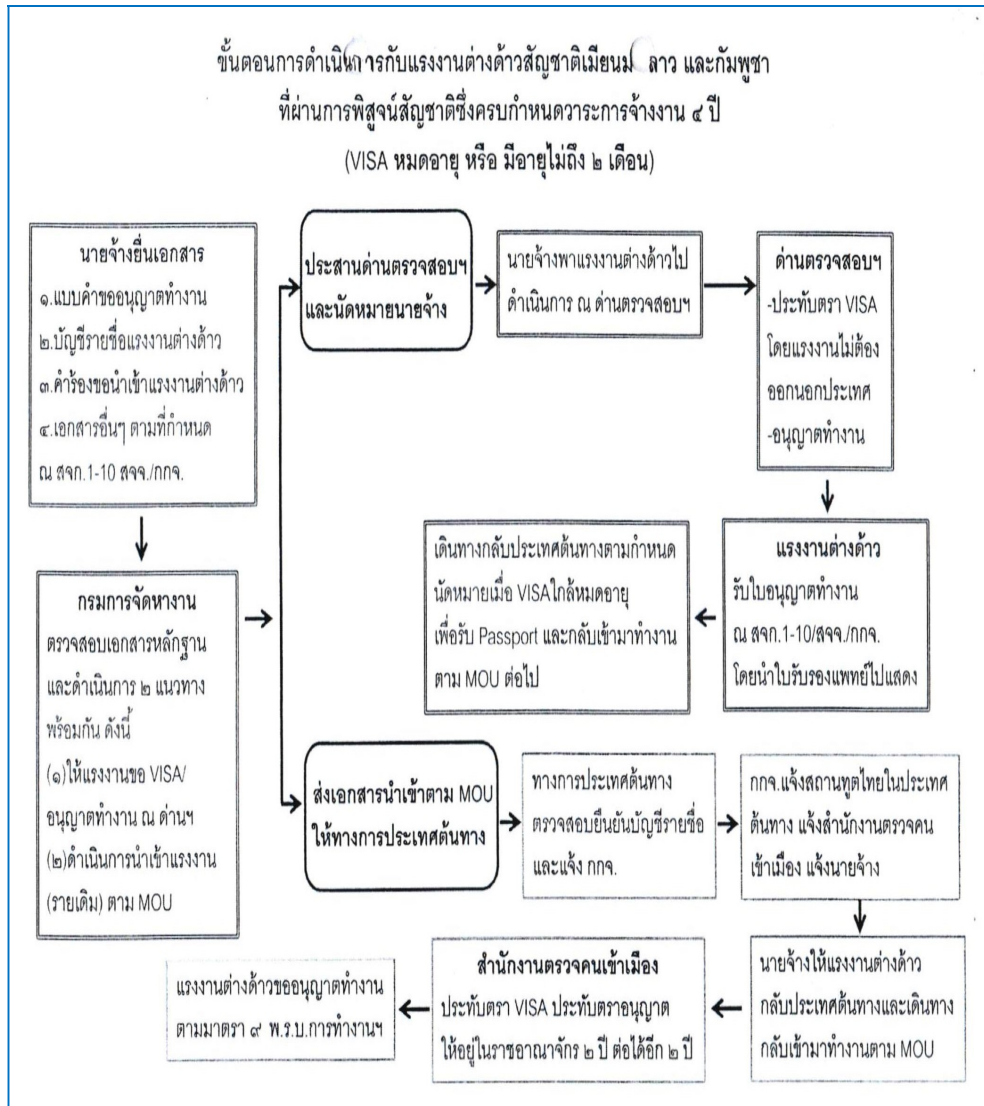 ขั้นตอนการดำเนินการกับแรงงานต่างด้าวสัญชาติเมียนม ลาว และกัมพูชา
ที่ผ่านการพิสูจน์สัญชาติซึ่งครบกำหนดวาระการจ้างงาน ๔ ปี
(VISA หมดอายุ หรือ มีอายุไม่ถึง ๒ เดือน)
นายจ้างยื่นเอกสาร
๑.แบบคำขออนุญาตทำงาน
๒.บัญชีรายชื่อแรงงานต่างด้าว
๓.คำร้องขอนำเข้าแรงงานต่างด้าว
๔.เอกสารอื่นๆ ตามที่กำหนด
ณ สจก.1-10 สจจ./กกจ.
กรมการจัดหางาน
ตรวจสอบเอกสารหลักฐาน
และดำเนินการ ๒ แนวทาง
พร้อมกัน ดังนี้
(๑)ให้แรงงานขอ VISA/
อนุญาตทำงาน ณ ด่านฯ
(๒)ดำเนินการนำเข้าแรงงาน
(รายเดิม) ตาม MOU
ประสานด่านตรวจสอบฯ
และนัดหมายนายจ้าง
นายจ้างพาแรงงานต่างด้าวไป
ดำเนินการ ณ ด่านตรวจสอบฯ
ด่านตรวจสอบฯ
-ประทับตรา VISA
โดยแรงงานไม่ต้อง
ออกนอกประเทศ
-อนุญาตทำงาน
แรงงานต่างด้าว
รับใบอนุญาตทำงาน
ณ สจก.1-10/สจจ./กกจ.
โดยนำใบรับรองแพทย์ไปแสดง
เดินทางกลับประเทศต้นทางตามกำหนด
นัดหมายเมื่อ VISAใกล้หมดอายุ
เพื่อรับ Passport และกลับเข้ามาทำงาน
ตาม MOU ต่อไป
ส่งเอกสารนำเข้าตาม MOU
ให้ทางการประเทศต้นทาง
ทางการประเทศต้นทาง
ตรวจสอบยืนยันบัญชีรายชื่อ
และแจ้ง กกจ.
กกจ.แจ้งสถานทูตไทยในประเทศ
ต้นทาง แจ้งสำนักงานตรวจคน
เข้าเมือง แจ้งนายจ้าง
นายจ้างให้แรงงานต่างด้าว
กลับประเทศต้นทางและเดินทาง
กลับเข้ามาทำงานตาม MOU
สำนักงานตรวจคนเข้าเมือง
ประทับตรา VISA ประทับตราอนุญาต
ให้อยู่ในราชอาณาจักร ๒ ปี ต่อได้อีก ๒ ปี
แรงงานต่างด้าวขออนุญาตทำงาน
ตามมาตรา ๙ พ.ร.บ.การทำงานฯ